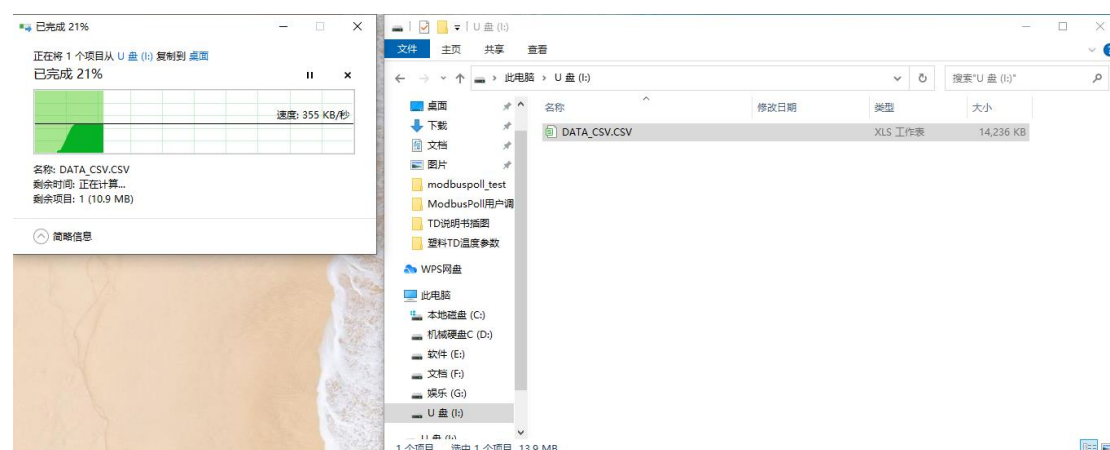 已完成 21%
正在将 1 个项目从 U 盘 (I:) 复制到 桌面
已完成 21%
速度: 355 KB/秒
名称: DATA_CSV.CSV
剩余时间: 正在计算...
剩余项目: 1 (10.9 MB)
简略信息
U 盘 (I:)
文件 主页 共享 查看
此电脑 > U 盘 (I:)
搜索"U 盘 (I:)"
名称 修改日期 类型 大小
DATA_CSV.CSV XLS 工作表 14,236 KB
桌面
下载
文档
图片
modbuspoll_test
ModbusPoll用户调
TD说明书插图
塑料TD温度参数
WPS网盘
此电脑
本地磁盘 (C:)
机械硬盘C (D:)
软件 (E:)
文档 (F:)
娱乐 (G:)
U 盘 (I:)
U 盘 (I:)
1 个项目 选中 1 个项目 13.9 MB